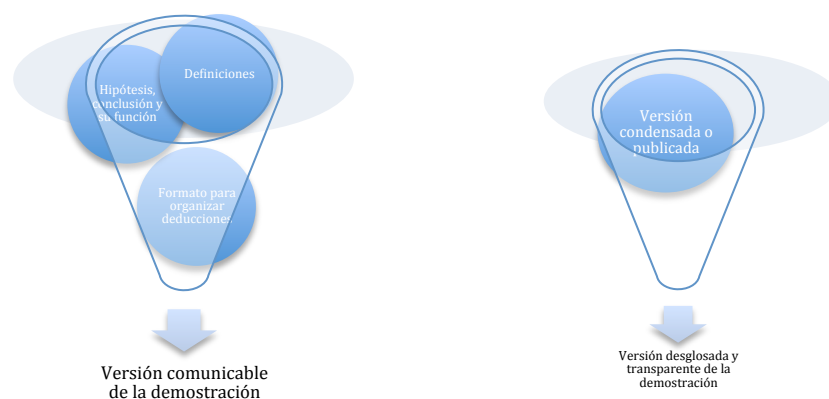 Hipótesis,
conclusión y
su función
Definiciones
Formato para
organizar
deducciones
Versión comunicable
de la demostración
Versión
condensada o
publicada
Versión desglosada y
transparente de la
demostración